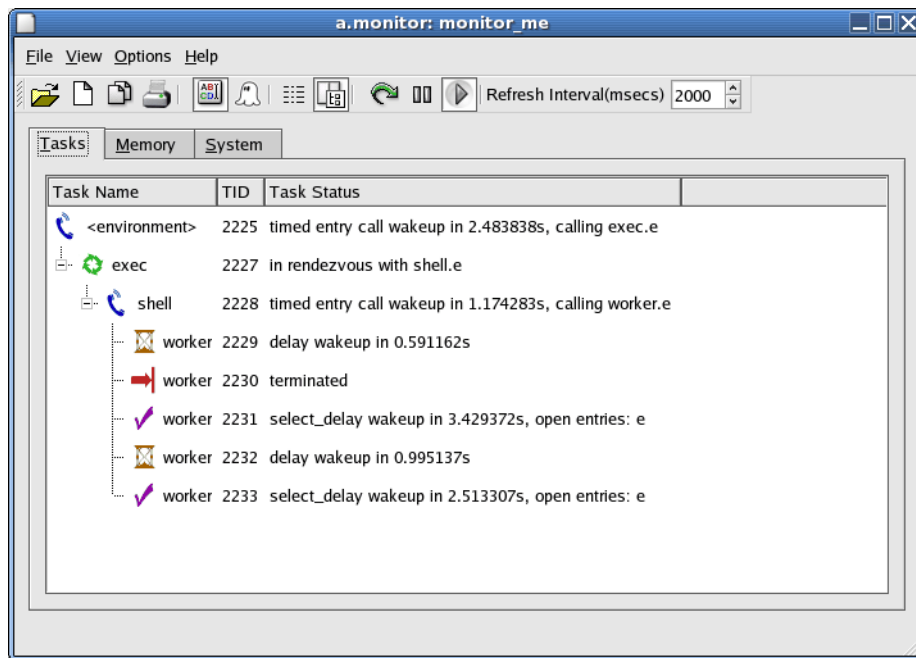 a.monitor: monitor_me
File View Options Help
ABC CD. Refresh Interval(msecs) 2000
Tasks Memory System
Task Name TID Task Status
<environment> 2225 timed entry call wakeup in 2.483838s, calling exec.e
exec 2227 in rendezvous with shell.e
shell 2228 timed entry call wakeup in 1.174283s, calling worker.e
worker 2229 delay wakeup in 0.591162s
worker 2230 terminated
worker 2231 select_delay wakeup in 3.429372s, open entries: e
worker 2232 delay wakeup in 0.995137s
worker 2233 select_delay wakeup in 2.513307s, open entries: e